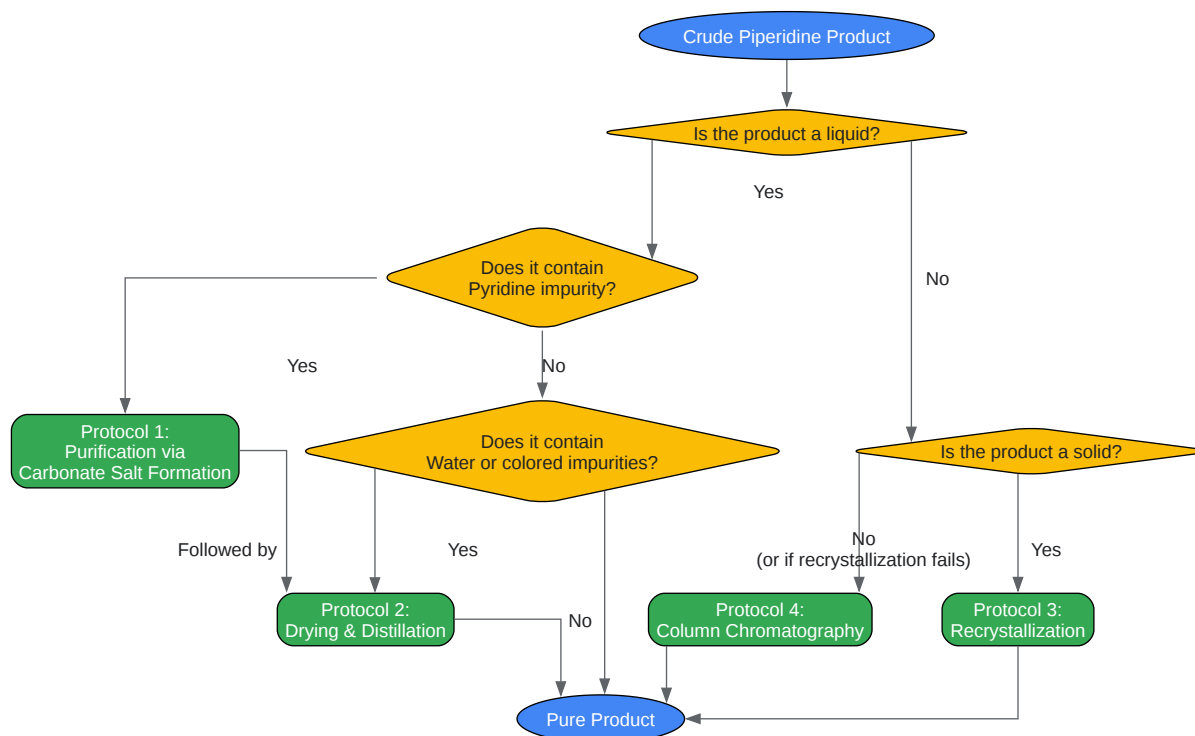 Crude Piperidine Product
Is the product a liquid?
Yes
Does it contain
Pyridine impurity?
No
Yes
No
Protocol 1:
Purification via
Carbonate Salt Formation
Does it contain
Water or colored impurities?
Is the product a solid?
Followed by
Yes
No
(or if recrystallization fails)
Yes
Protocol 2:
Drying & Distillation
No
Protocol 4:
Column Chromatography
Protocol 3:
Recrystallization
Pure Product